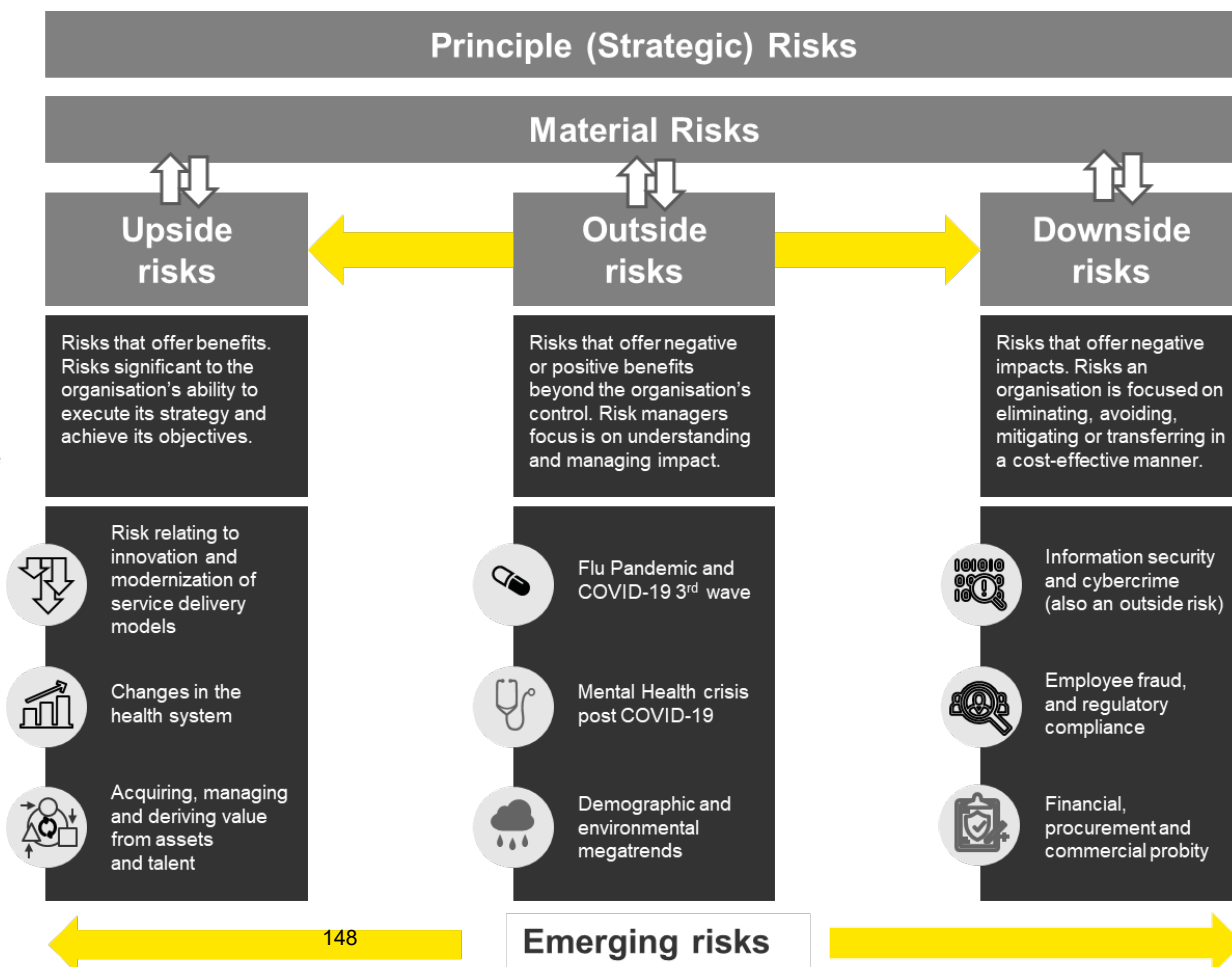 Principle (Strategic) Risks
Material Risks
Upside
risks
Outside
risks
Downside
risks
Risks that offer benefits.
Risks significant to the
organisation's ability to
execute its strategy and
achieve its objectives.
Risks that offer negative
or positive benefits
beyond the organisation's
control. Risk managers
focus is on understanding
and managing impact.
Risks that offer negative
impacts. Risks an
organisation is focused on
eliminating, avoiding,
mitigating or transferring in
a cost-effective manner.
Risk relating to
innovation and
modernization of
service delivery
models
Changes in the
health system
Acquiring, managing
and deriving value
from assets
and talent
Flu Pandemic and
COVID-19 3rd wave
Mental Health crisis
post COVID-19
Demographic and
environmental
megatrends
101010
Information security
and cybercrime
(also an outside risk)
Employee fraud,
and regulatory
compliance
Financial,
procurement and
commercial probity
148
Emerging risks